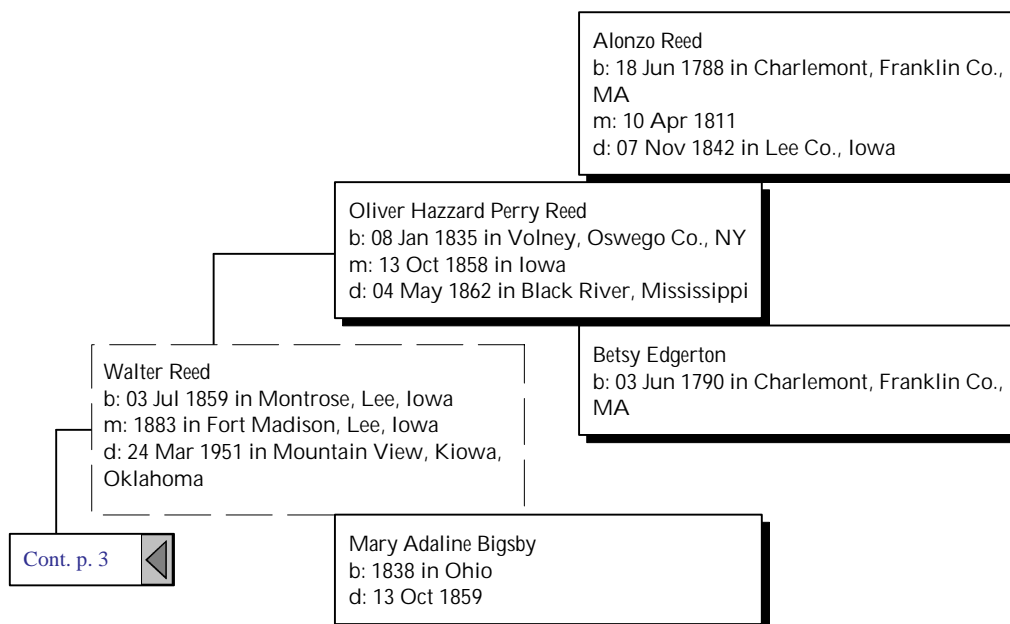 Alonzo Reed
b: 18 Jun 1788 in Charlemont, Franklin Co.,
MA
m: 10 Apr 1811
d: 07 Nov 1842 in Lee Co., Iowa
Oliver Hazzard Perry Reed
b: 08 Jan 1835 in Volney, Oswego Co., NY
m: 13 Oct 1858 in Iowa
d: 04 May 1862 in Black River, Mississippi
Betsy Edgerton
b: 03 Jun 1790 in Charlemont, Franklin Co.,
MA
Walter Reed
b: 03 Jul 1859 in Montrose, Lee, Iowa
m: 1883 in Fort Madison, Lee, Iowa
d: 24 Mar 1951 in Mountain View, Kiowa,
Oklahoma
Cont. p. 3
Mary Adaline Bigsby
b: 1838 in Ohio
d: 13 Oct 1859